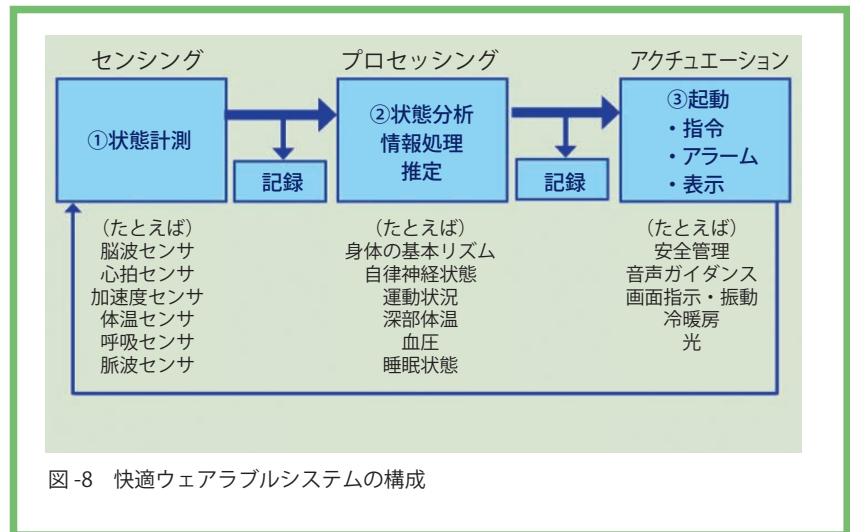 センシング
①状態計測
記録
（たとえば）
脳波センサ
心拍センサ
加速度センサ
体温センサ
呼吸センサ
脈波センサ
プロセッシング
②状態分析
情報処理
推定
記録
（たとえば）
身体の基本リズム
自律神経状態
運動状況
深部体温
血圧
睡眠状態
アクチュエーション
③起動
・指令
・アラーム
・表示
（たとえば）
安全管理
音声ガイダンス
画面指示・振動
冷暖房
光
図-8　快適ウェアラブルシステムの構成